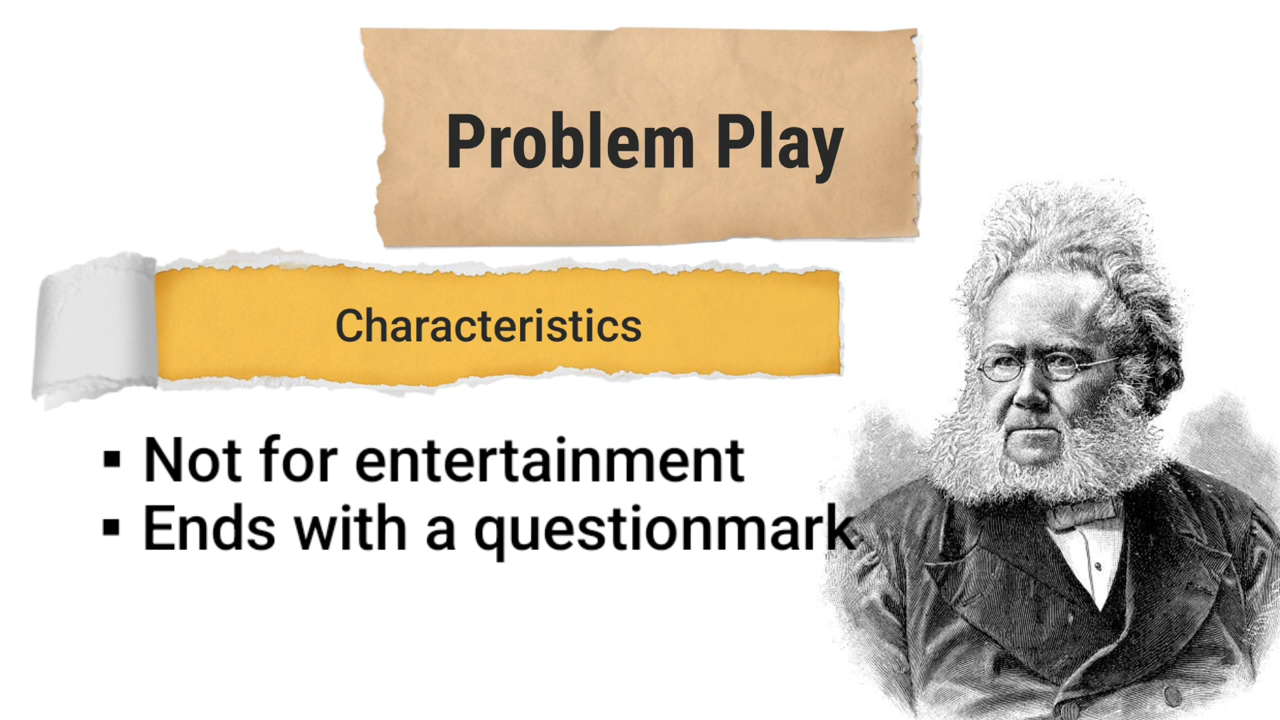 Problem Play
Characteristics
▪ Not for entertainment
▪ Ends with a questionmark